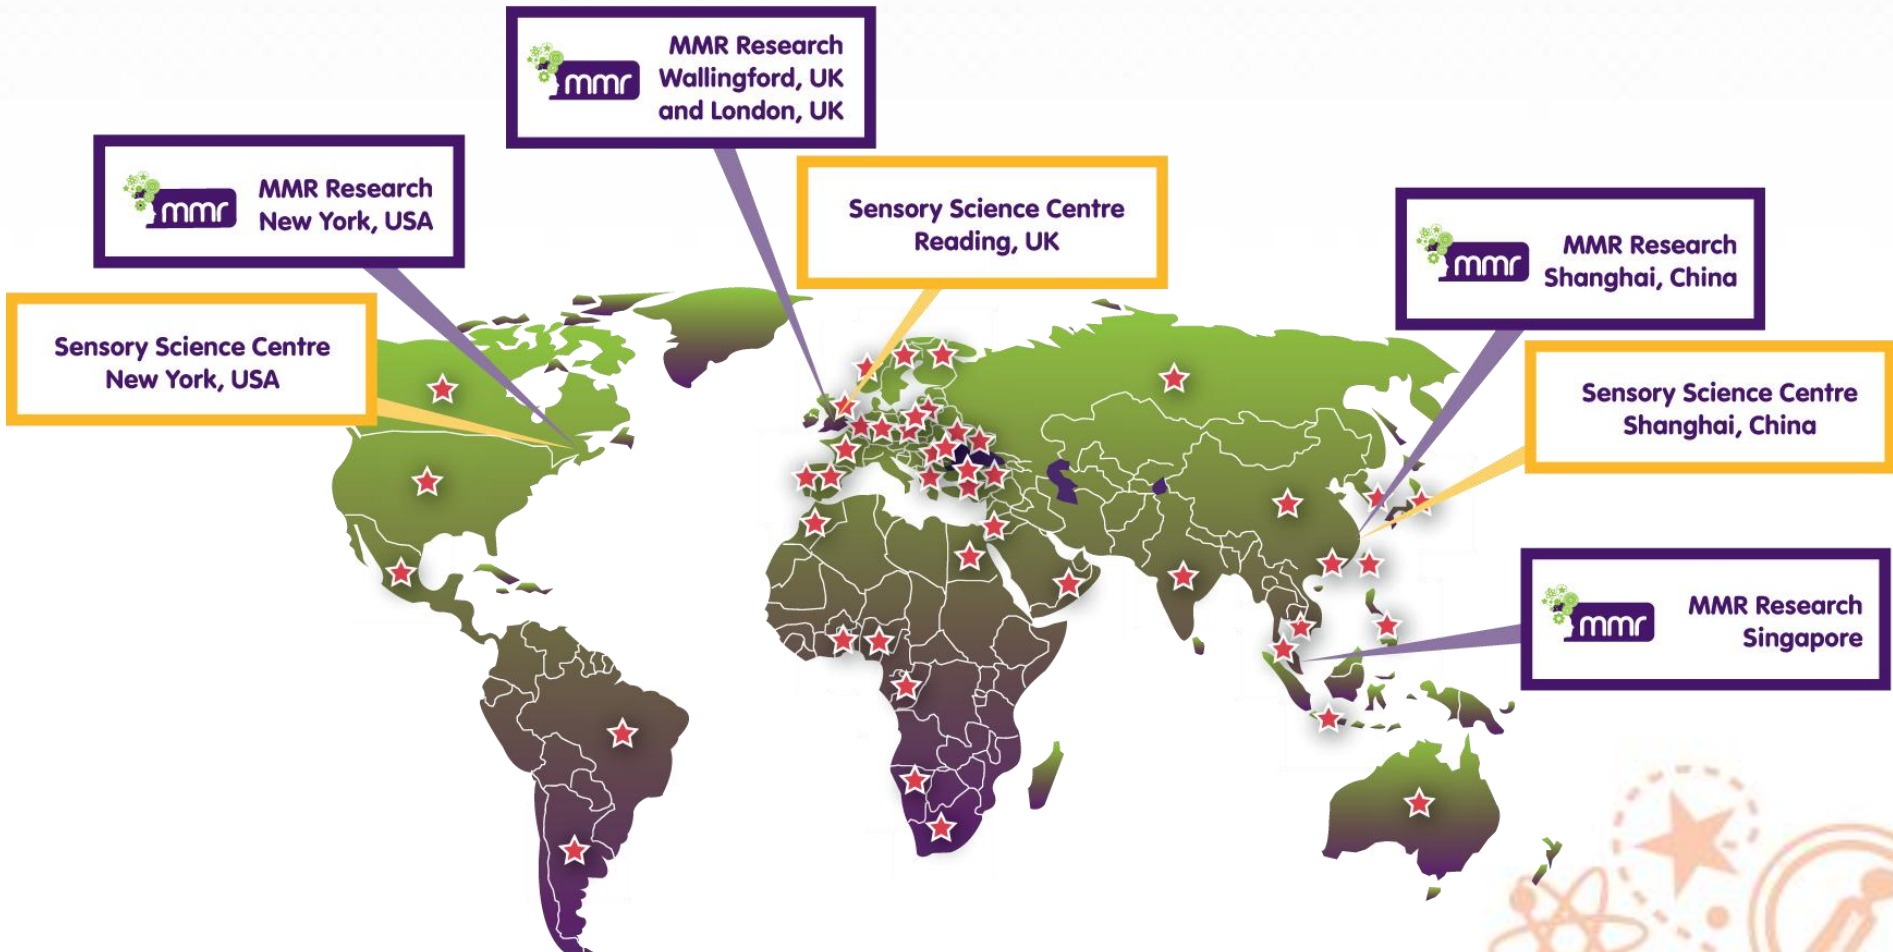 mmr
MMR Research
Wallingford, UK
and London, UK
mmr
MMR Research
New York, USA
Sensory Science Centre
Reading, UK
mmr
MMR Research
Shanghai, China
Sensory Science Centre
New York, USA
Sensory Science Centre
Shanghai, China
mmr
MMR Research
Singapore